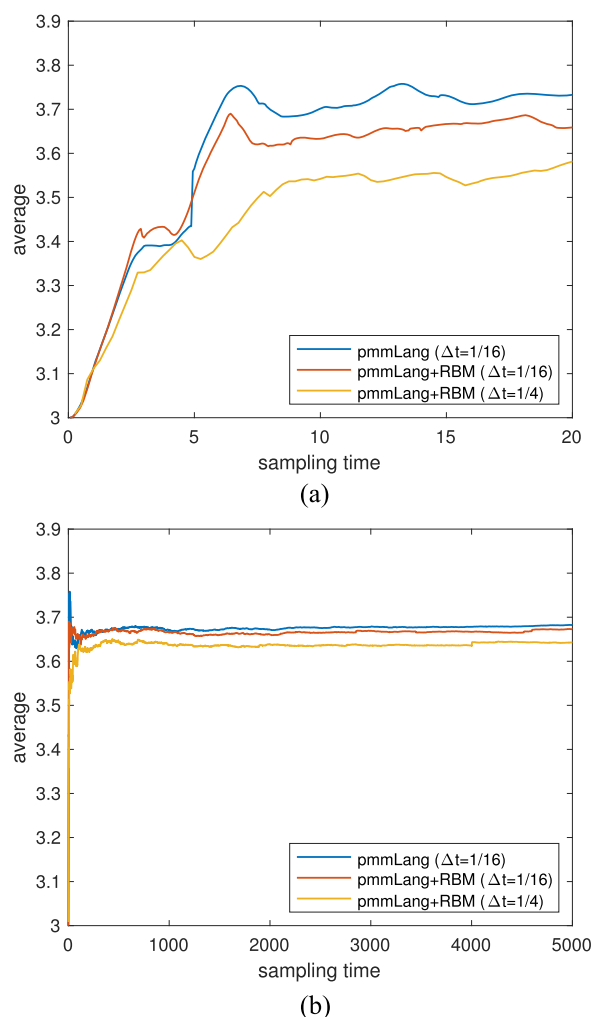 3.9
3.8
3.7
3.6
3.5
3.4
3.3
3.2
3.1
3
average
0 5 10 15 20
sampling time
pmmLang (Δt=1/16)
pmmLang+RBM (Δt=1/16)
pmmLang+RBM (Δt=1/4)
(a)
3.9
3.8
3.7
3.6
3.5
3.4
3.3
3.2
3.1
3
average
0 1000 2000 3000 4000 5000
sampling time
pmmLang (Δt=1/16)
pmmLang+RBM (Δt=1/16)
pmmLang+RBM (Δt=1/4)
(b)